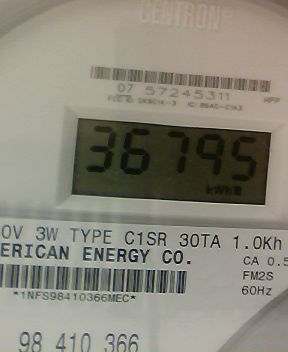 CENTRON®
07 57245311
36795
kWh
0V 3W TYPE C1SR 30TA 1.0Kh
ERICAN ENERGY CO.
CA 0.5
FM2S
60Hz
*1NFS98410366MEC*
98 410 366